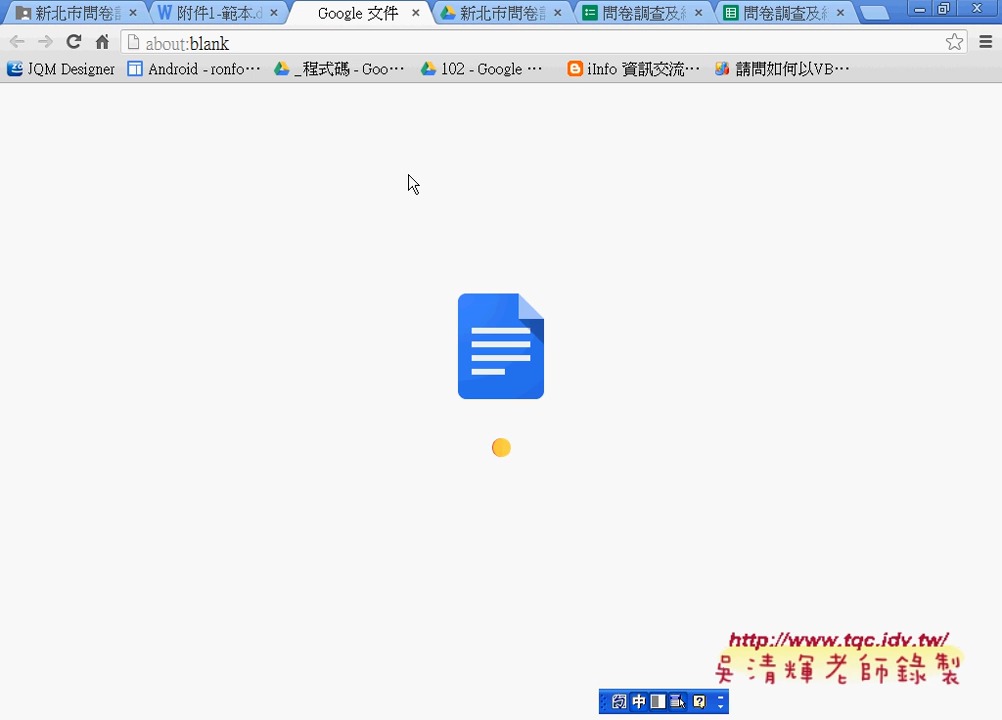 新北市問卷 附件1-範本.d Google 文件 新北市問卷 問卷調查及 問卷調查及
about:blank
JQM Designer Android - ronfo··· _程式碼 - Goo··· 102 - Google ··· iInfo 資訊交流··· 請問如何以VB···
http://www.tqc.idv.tw/
吳清輝老師錄製
中